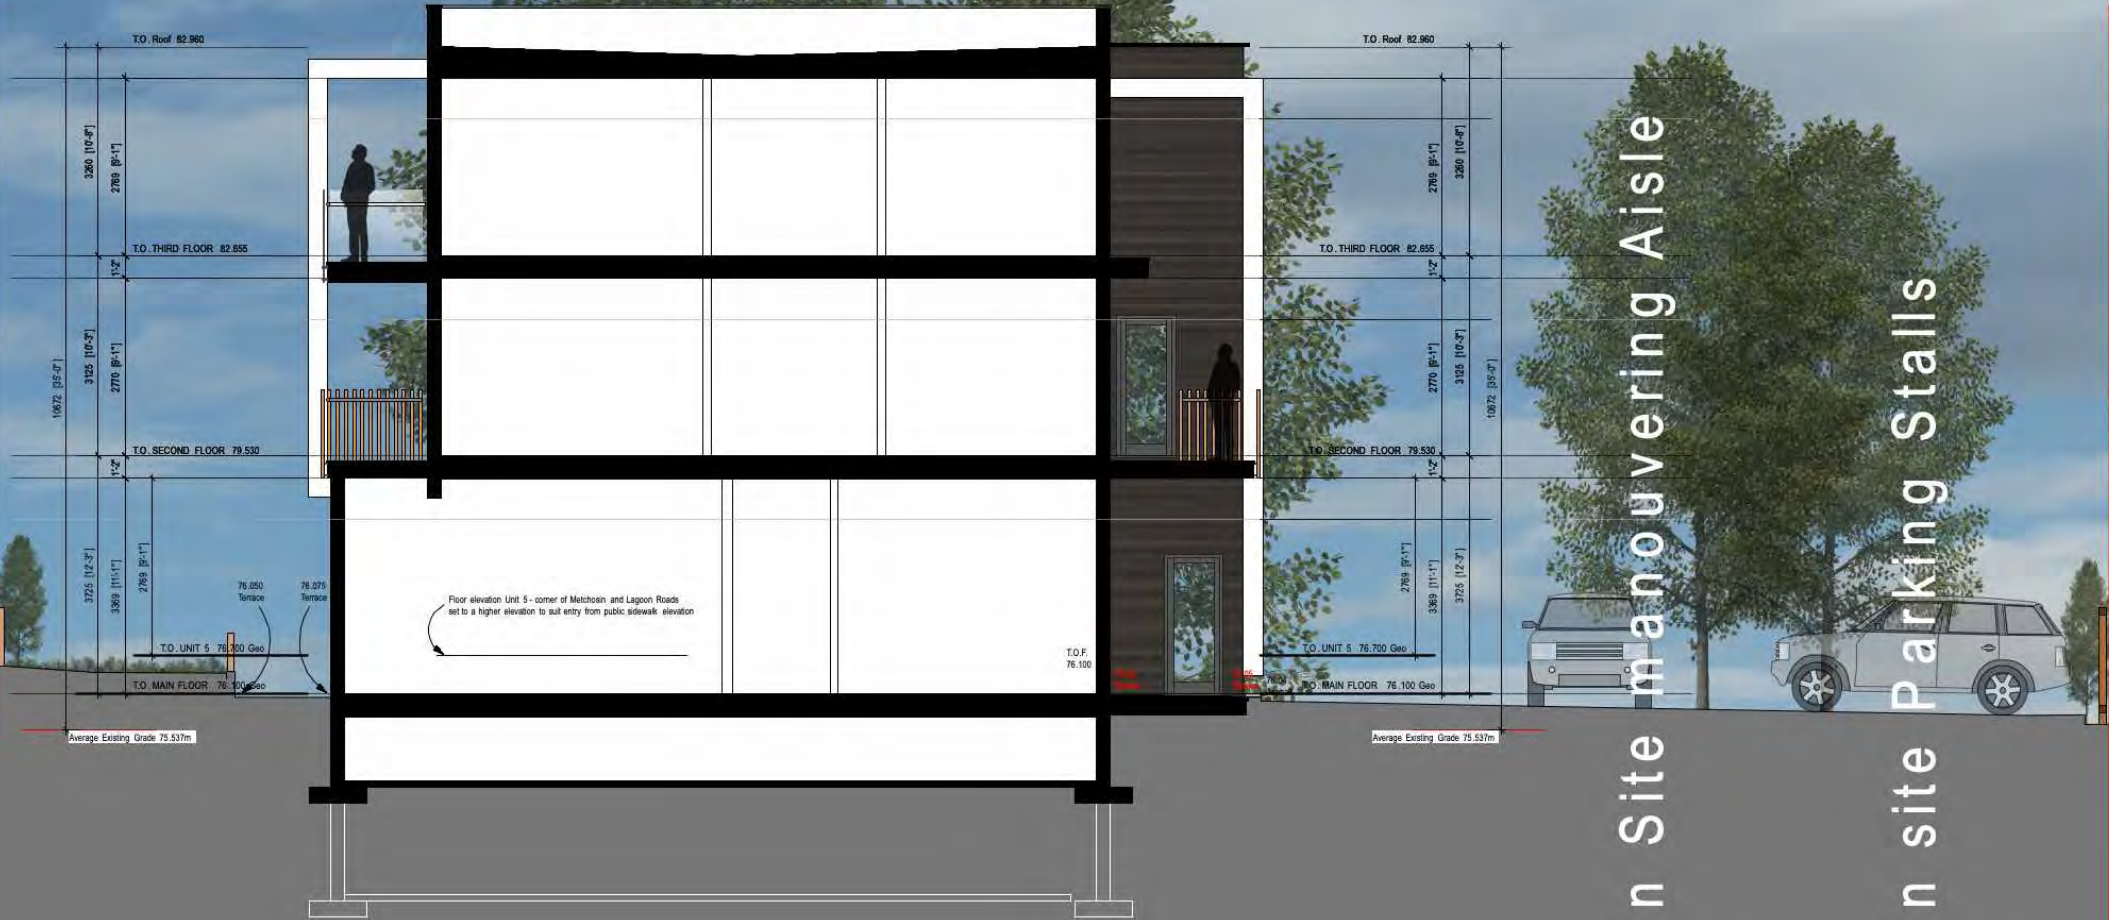 T.O. Roof 82.960
3260 [10'-8"]
2769 [9'-1"]
T.O. THIRD FLOOR 82.655
1'-2"
10672 [35'-0"]
3125 [10'-3"]
2770 [9'-1"]
T.O. SECOND FLOOR 79.530
1'-2"
3725 [12'-3"]
3369 [11'-1"]
2769 [9'-1"]
76.050
Terrace
76.075
Terrace
T.O. UNIT 5 76.700 Geo
T.O. MAIN FLOOR 76.100 Geo
Average Existing Grade 75.537m
Floor elevation Unit 5 - corner of Metchosin and Lagoon Roads
set to a higher elevation to suit entry from public sidewalk elevation
T.O.F.
76.100
T.O. Roof 82.960
2769 [9'-1"]
3260 [10'-8"]
T.O. THIRD FLOOR 82.655
1'-2"
2770 [9'-1"]
3125 [10'-3"]
10672 [35'-0"]
T.O. SECOND FLOOR 79.530
1'-2"
2769 [9'-1"]
3369 [11'-1"]
3725 [12'-3"]
T.O. UNIT 5 76.700 Geo
T.O. MAIN FLOOR 76.100 Geo
Average Existing Grade 75.537m
n Site manouvering Aisle
n site Parking Stalls